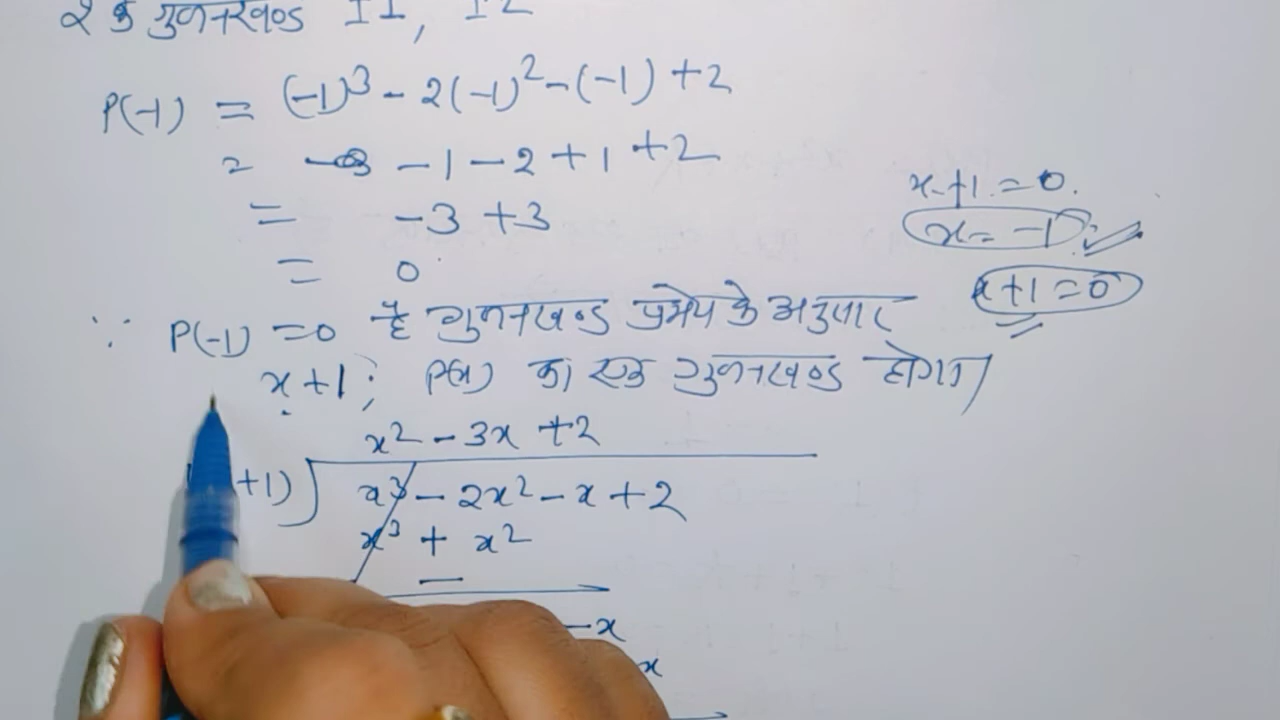 2 के गुणनखण्ड ±1, ±2
P(-1) = (-1)³ - 2(-1)² - (-1) + 2
= -1 - 2 + 1 + 2
= -3 + 3
= 0
x + 1 = 0
x = -1
x + 1 = 0
∵ P(-1) = 0 है गुणनखण्ड प्रमेय के अनुसार
x + 1; P(x) का एक गुणनखण्ड होगा
x² - 3x + 2
+1) x³ - 2x² - x + 2
x³ + x²
—
- x
x